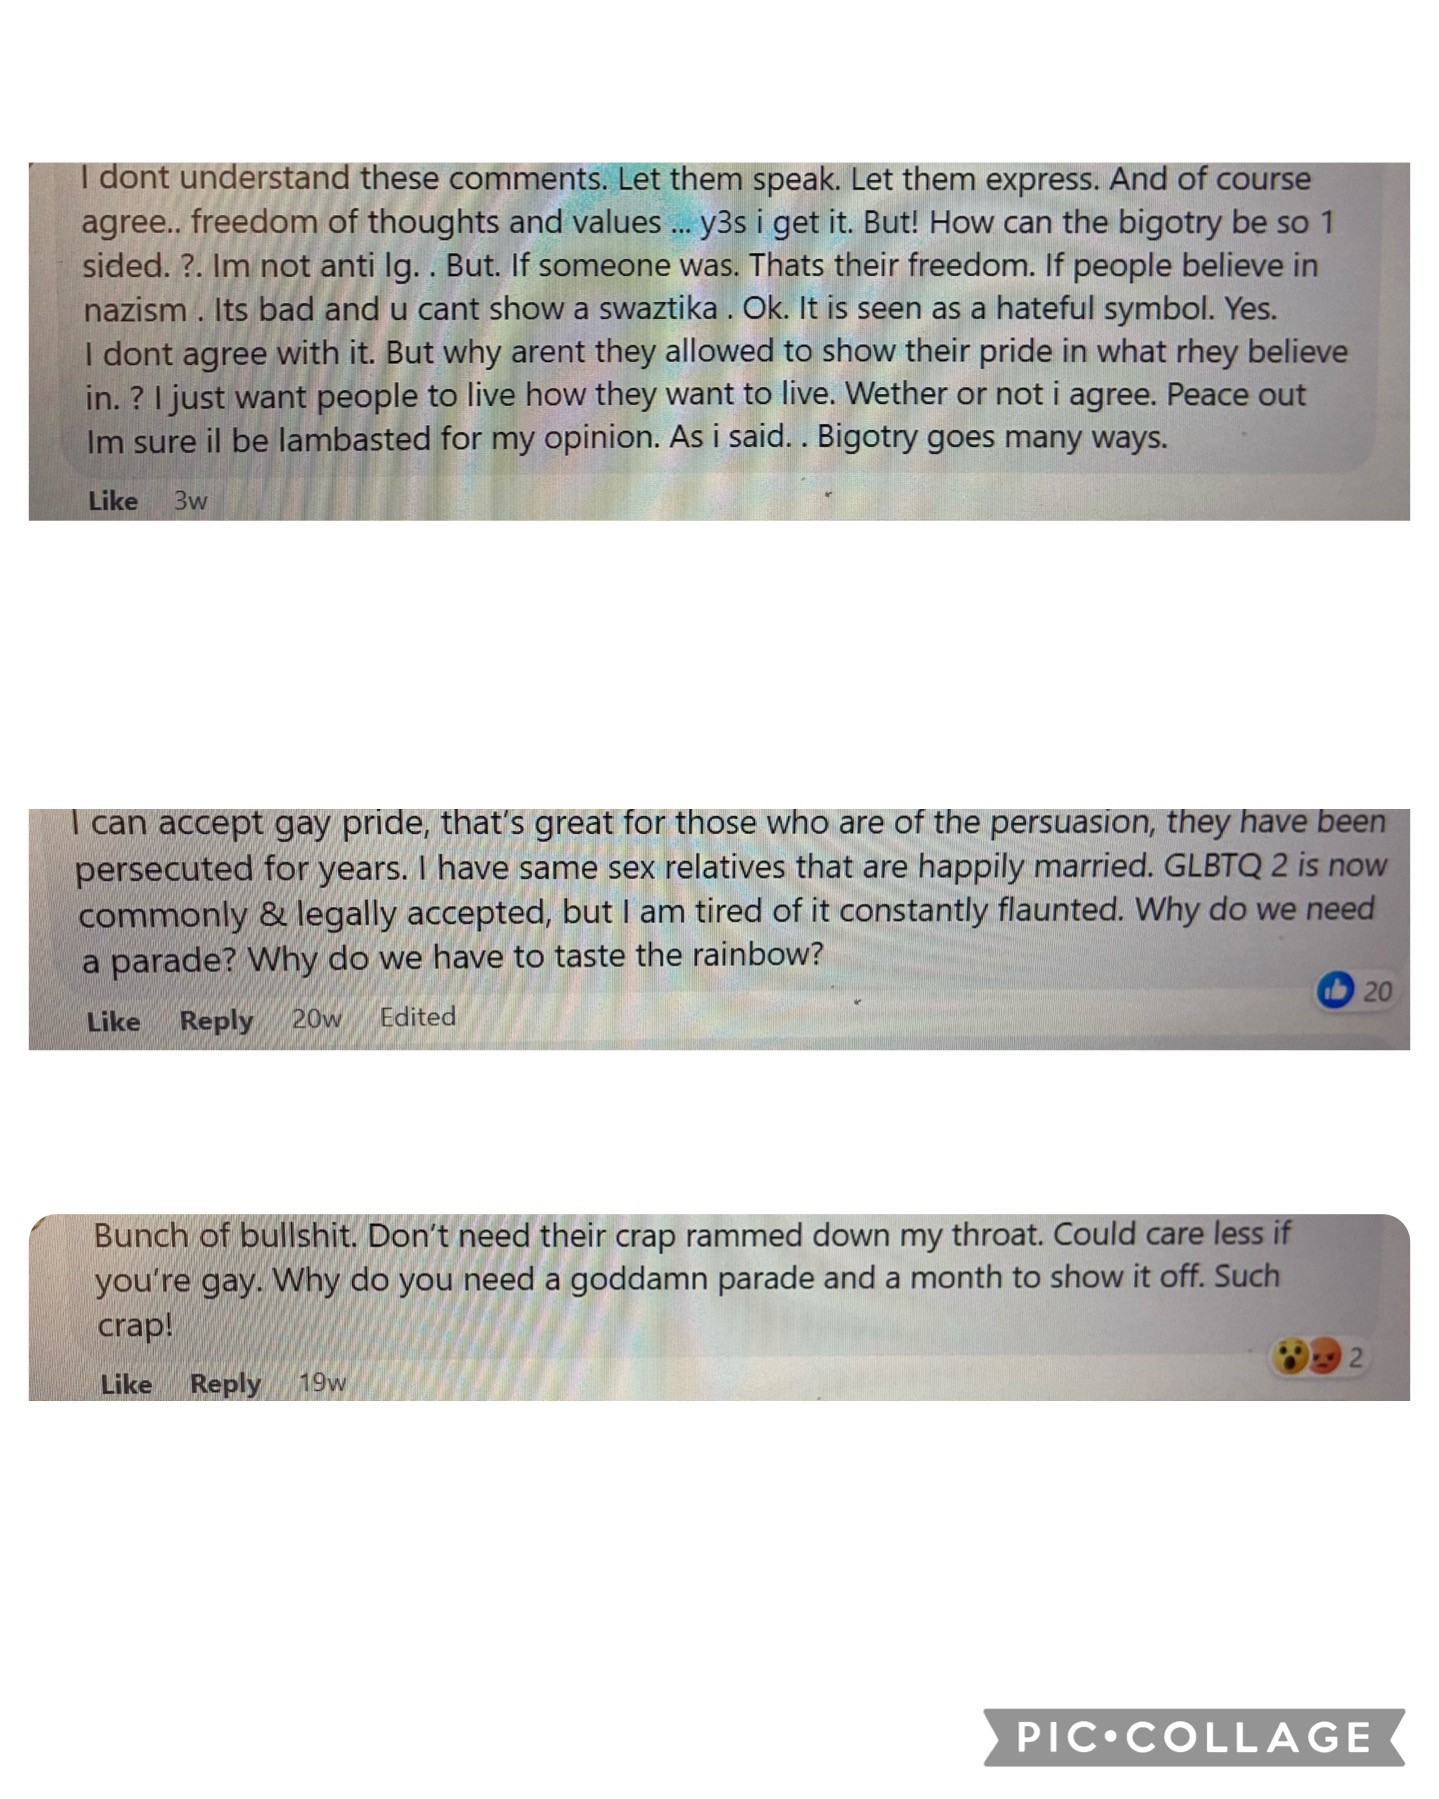 I dont understand these comments. Let them speak. Let them express. And of course
agree.. freedom of thoughts and values ... y3s i get it. But! How can the bigotry be so 1
sided. ?. Im not anti lg. . But. If someone was. Thats their freedom. If people believe in
nazism . Its bad and u cant show a swaztika . Ok. It is seen as a hateful symbol. Yes.
I dont agree with it. But why arent they allowed to show their pride in what rhey believe
in. ? I just want people to live how they want to live. Wether or not i agree. Peace out
Im sure il be lambasted for my opinion. As i said. . Bigotry goes many ways.
Like 3w
I can accept gay pride, that's great for those who are of the persuasion, they have been
persecuted for years. I have same sex relatives that are happily married. GLBTQ 2 is now
commonly & legally accepted, but I am tired of it constantly flaunted. Why do we need
a parade? Why do we have to taste the rainbow?
20
Like Reply 20w Edited
Bunch of bullshit. Don't need their crap rammed down my throat. Could care less if
you're gay. Why do you need a goddamn parade and a month to show it off. Such
crap!
2
Like Reply 19w
PIC•COLLAGE